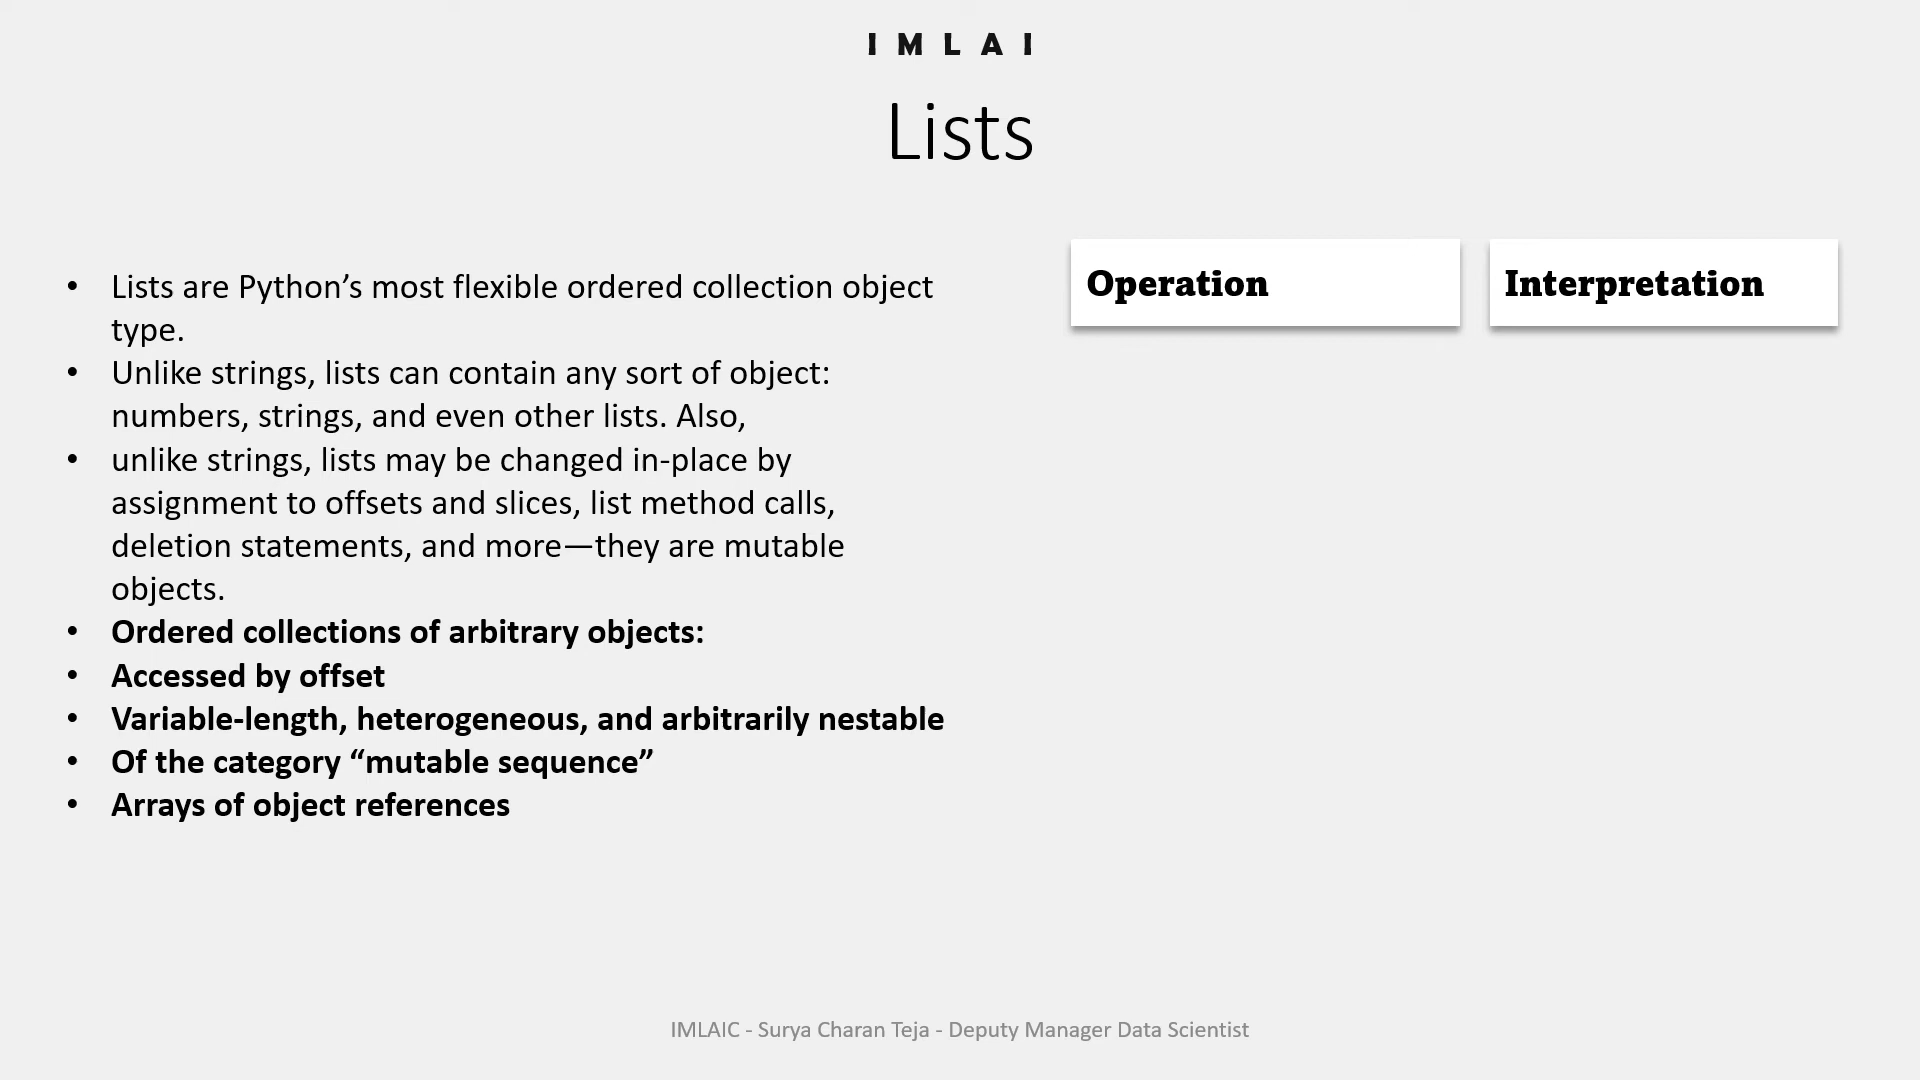 IMLAI
Lists
• Lists are Python’s most flexible ordered collection object
type.
• Unlike strings, lists can contain any sort of object:
numbers, strings, and even other lists. Also,
• unlike strings, lists may be changed in-place by
assignment to offsets and slices, list method calls,
deletion statements, and more—they are mutable
objects.
• Ordered collections of arbitrary objects:
• Accessed by offset
• Variable-length, heterogeneous, and arbitrarily nestable
• Of the category “mutable sequence”
• Arrays of object references
Operation
Interpretation
IMLAIC - Surya Charan Teja - Deputy Manager Data Scientist